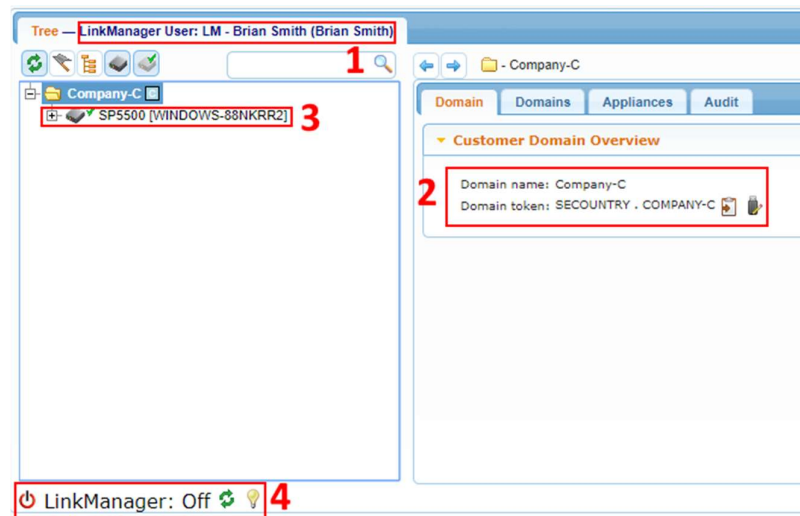 Tree — LinkManager User: LM - Brian Smith (Brian Smith)
1
- Company-C
Company-C
SP5500 [WINDOWS-88NKRR2]
3
Domain Domains Appliances Audit
Customer Domain Overview
2
Domain name: Company-C
Domain token: SECOUNTRY . COMPANY-C
LinkManager: Off
4